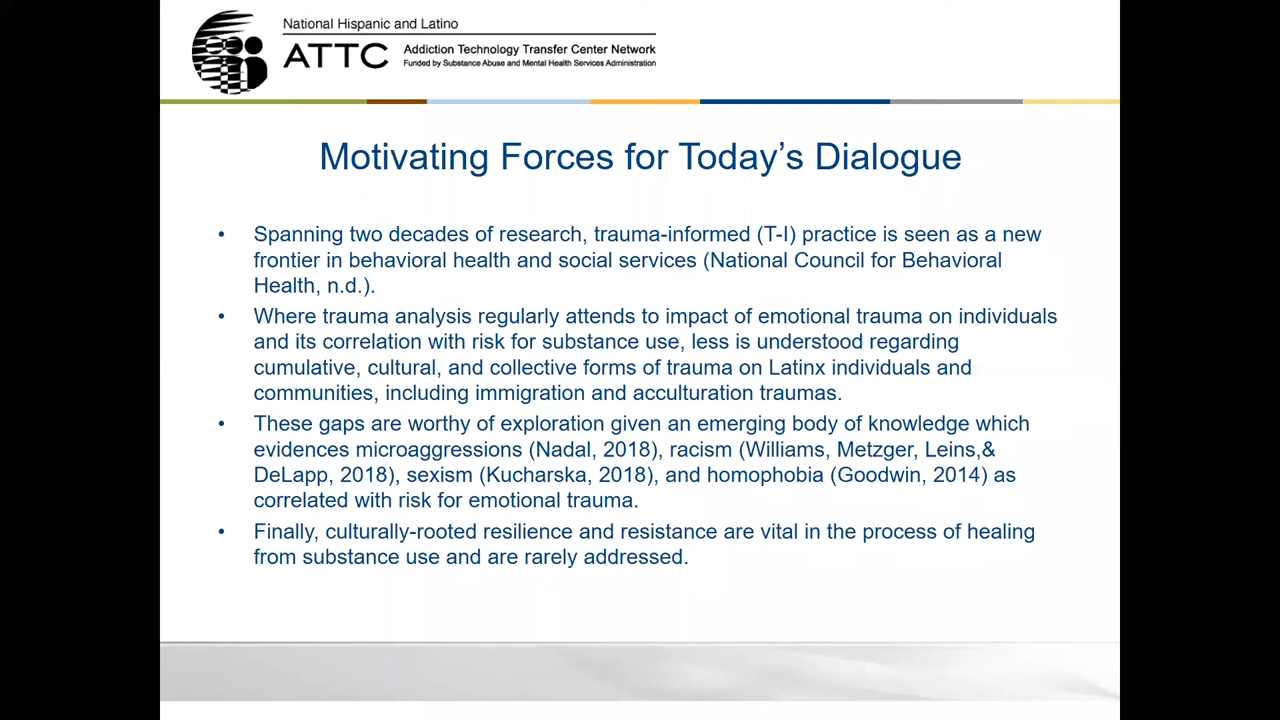 National Hispanic and Latino
ATTC
Addiction Technology Transfer Center Network
Funded by Substance Abuse and Mental Health Services Administration
Motivating Forces for Today’s Dialogue
• Spanning two decades of research, trauma-informed (T-I) practice is seen as a new
frontier in behavioral health and social services (National Council for Behavioral
Health, n.d.).
• Where trauma analysis regularly attends to impact of emotional trauma on individuals
and its correlation with risk for substance use, less is understood regarding
cumulative, cultural, and collective forms of trauma on Latinx individuals and
communities, including immigration and acculturation traumas.
• These gaps are worthy of exploration given an emerging body of knowledge which
evidences microaggressions (Nadal, 2018), racism (Williams, Metzger, Leins,&
DeLapp, 2018), sexism (Kucharska, 2018), and homophobia (Goodwin, 2014) as
correlated with risk for emotional trauma.
• Finally, culturally-rooted resilience and resistance are vital in the process of healing
from substance use and are rarely addressed.